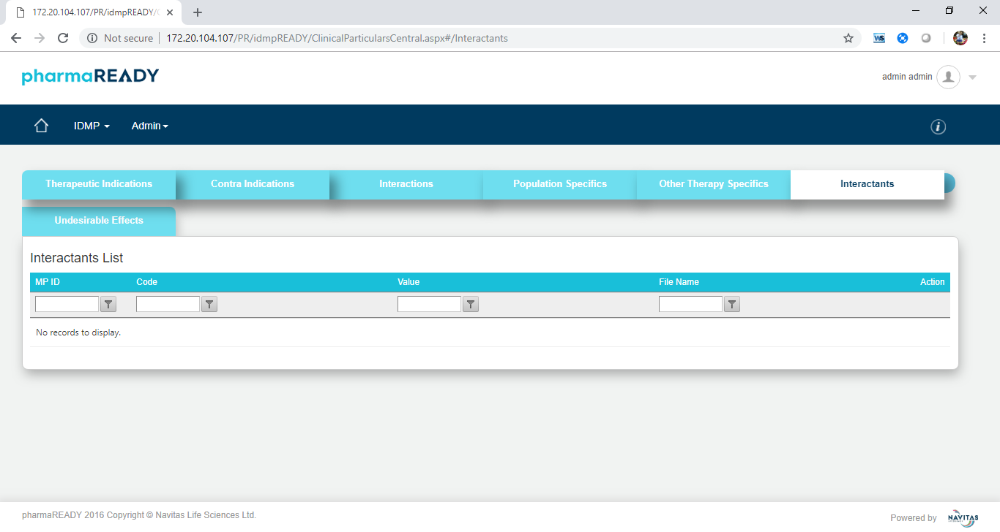 172.20.104.107/PR/idmpREADY/C
Not secure 172.20.104.107/PR/idmpREADY/ClinicalParticularsCentral.aspx#/Interactants
WS
pharmaREADY
admin admin
IDMP Admin
i
Therapeutic Indications Contra Indications Interactions Population Specifics Other Therapy Specifics Interactants
Undesirable Effects
Interactants List
MP ID Code Value File Name Action
No records to display.
pharmaREADY 2016 Copyright © Navitas Life Sciences Ltd.
Powered by NAVITAS